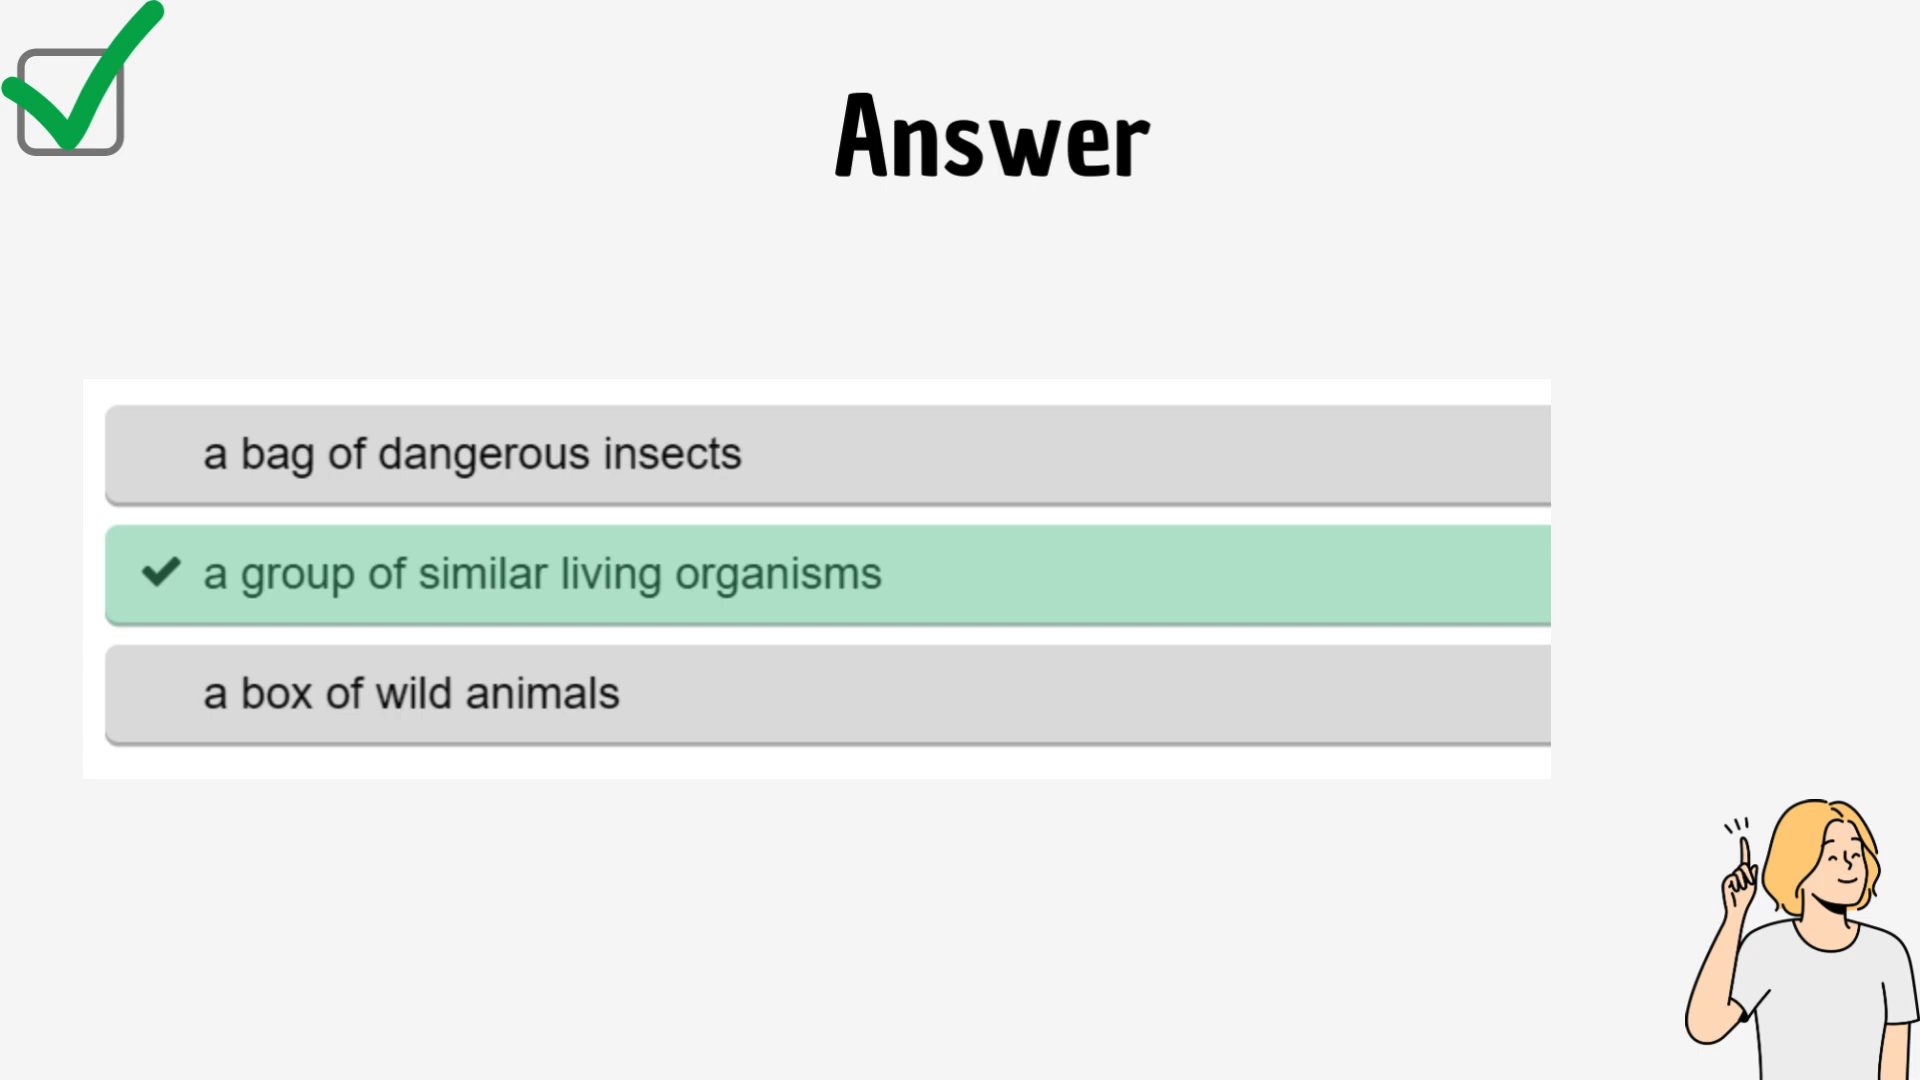 Answer
a bag of dangerous insects
a group of similar living organisms
a box of wild animals